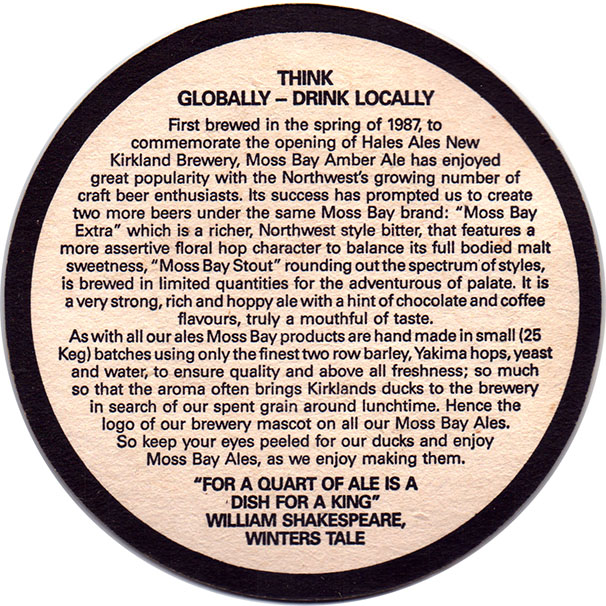 THINK
GLOBALLY – DRINK LOCALLY
First brewed in the spring of 1987, to
commemorate the opening of Hales Ales New
Kirkland Brewery, Moss Bay Amber Ale has enjoyed
great popularity with the Northwest's growing number of
craft beer enthusiasts. Its success has prompted us to create
two more beers under the same Moss Bay brand: "Moss Bay
Extra" which is a richer, Northwest style bitter, that features a
more assertive floral hop character to balance its full bodied malt
sweetness, "Moss Bay Stout" rounding out the spectrum of styles,
is brewed in limited quantities for the adventurous of palate. It is
a very strong, rich and hoppy ale with a hint of chocolate and coffee
flavours, truly a mouthful of taste.
As with all our ales Moss Bay products are hand made in small (25
Keg) batches using only the finest two row barley, Yakima hops, yeast
and water, to ensure quality and above all freshness; so much
so that the aroma often brings Kirklands ducks to the brewery
in search of our spent grain around lunchtime. Hence the
logo of our brewery mascot on all our Moss Bay Ales.
So keep your eyes peeled for our ducks and enjoy
Moss Bay Ales, as we enjoy making them.
"FOR A QUART OF ALE IS A
DISH FOR A KING"
WILLIAM SHAKESPEARE,
WINTERS TALE